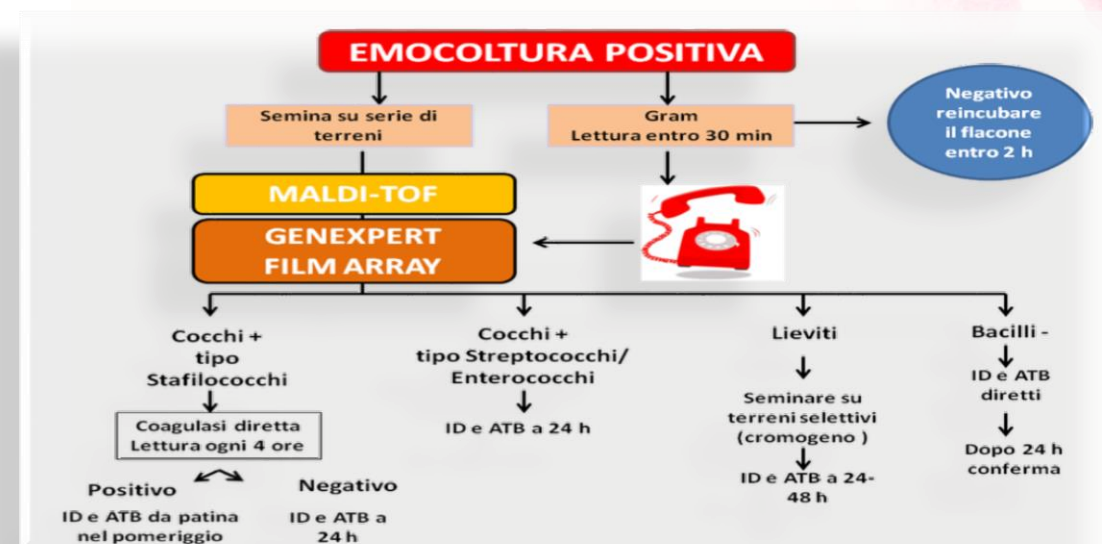 EMOCOLTURA POSITIVA
Semina su serie di
terreni
Gram
Lettura entro 30 min
Negativo
reincubare
il flacone
entro 2 h
MALDI-TOF
GENEXPERT
FILM ARRAY
Cocchi +
tipo
Stafilococchi
Coagulasi diretta
Lettura ogni 4 ore
Positivo
ID e ATB da patina
nel pomeriggio
Negativo
ID e ATB a
24 h
Cocchi +
tipo Streptococchi/
Enterococchi
ID e ATB a 24 h
Lieviti
Seminare su
terreni selettivi
(cromogeno )
ID e ATB a 24-
48 h
Bacilli -
ID e ATB
diretti
Dopo 24 h
conferma